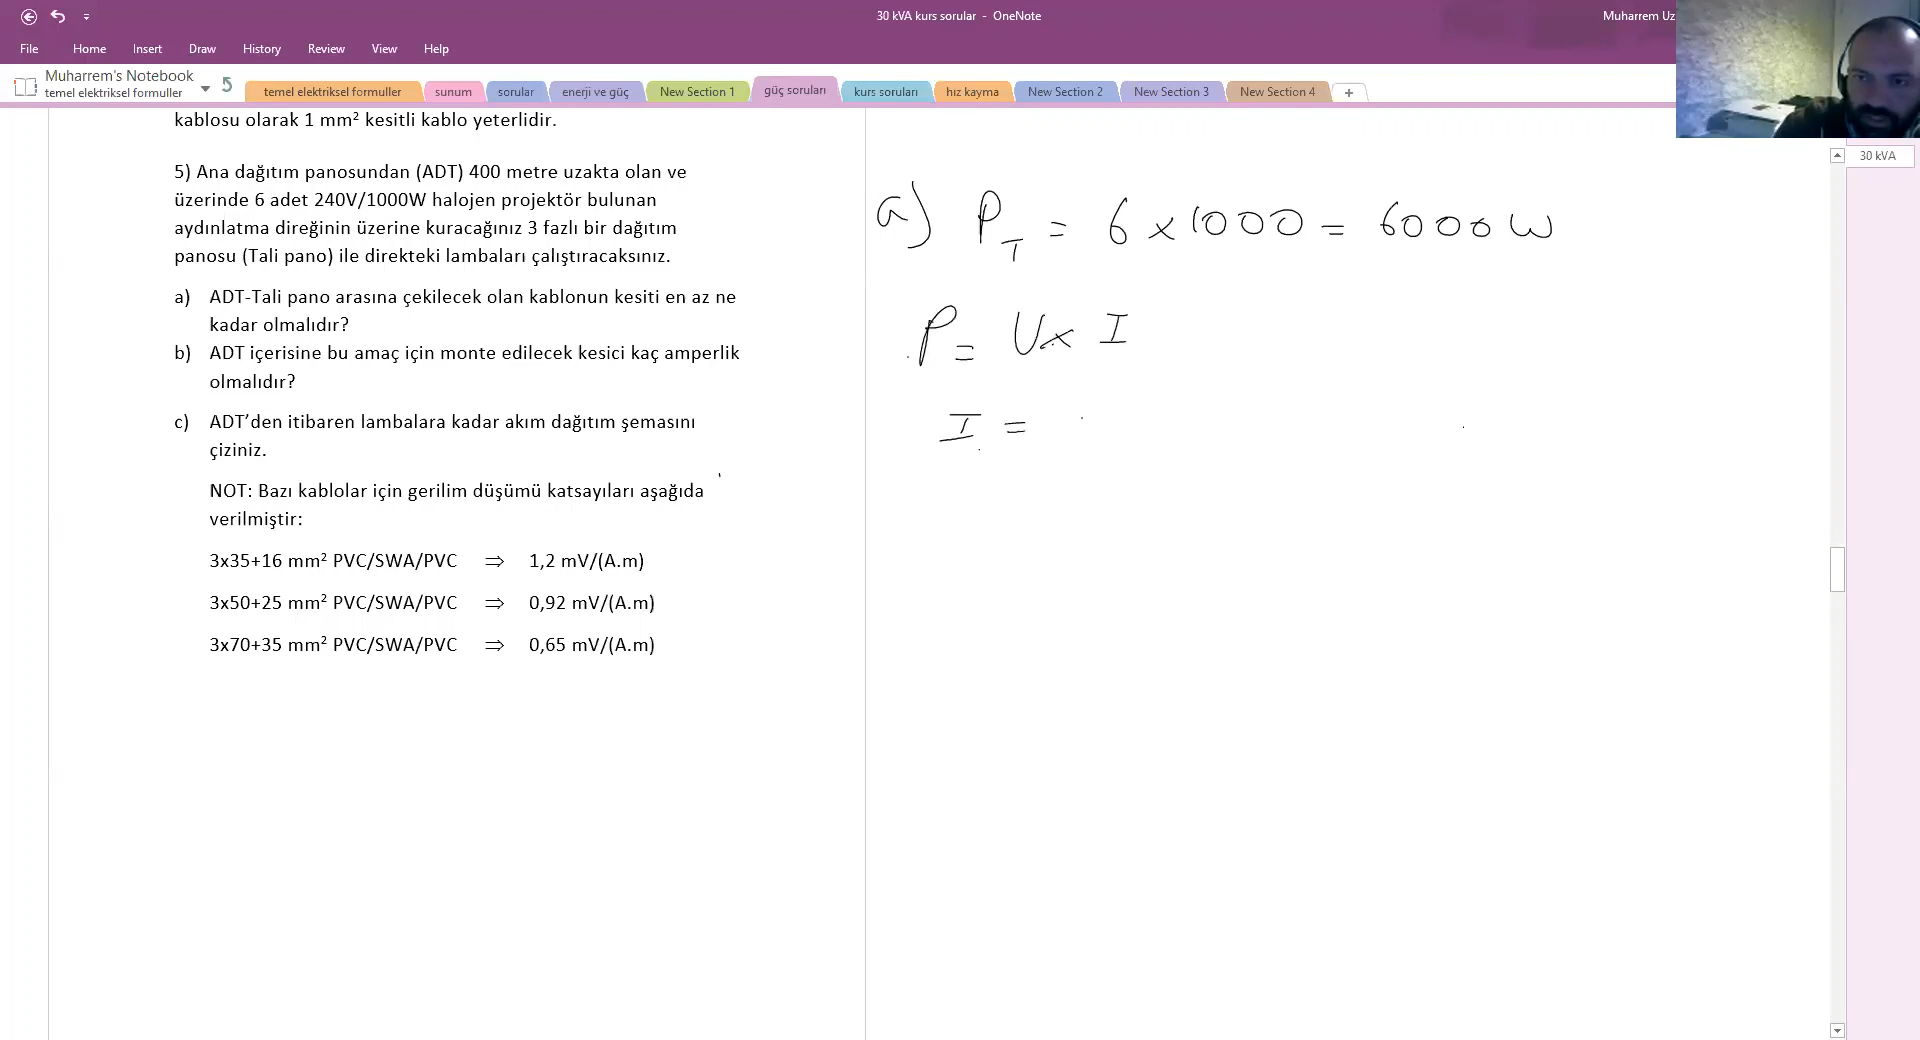 30 kVA kurs sorular - OneNote
Muharrem Uz
File Home Insert Draw History Review View Help
Muharrem's Notebook
temel elektriksel formuller
temel elektriksel formuller sunum sorular enerji ve güç New Section 1 güç soruları kurs soruları hız kayma New Section 2 New Section 3 New Section 4 +
30 kVA
kablosu olarak 1 mm² kesitli kablo yeterlidir.
5) Ana dağıtım panosundan (ADT) 400 metre uzakta olan ve
üzerinde 6 adet 240V/1000W halojen projektör bulunan
aydınlatma direğinin üzerine kuracağınız 3 fazlı bir dağıtım
panosu (Tali pano) ile direkteki lambaları çalıştıracaksınız.
a) ADT-Tali pano arasına çekilecek olan kablonun kesiti en az ne
kadar olmalıdır?
b) ADT içerisine bu amaç için monte edilecek kesici kaç amperlik
olmalıdır?
c) ADT’den itibaren lambalara kadar akım dağıtım şemasını
çiziniz.
NOT: Bazı kablolar için gerilim düşümü katsayıları aşağıda
verilmiştir:
3x35+16 mm² PVC/SWA/PVC ⇒ 1,2 mV/(A.m)
3x50+25 mm² PVC/SWA/PVC ⇒ 0,92 mV/(A.m)
3x70+35 mm² PVC/SWA/PVC ⇒ 0,65 mV/(A.m)
a) P_T = 6 x 1000 = 6000 W
P = U x I
I =